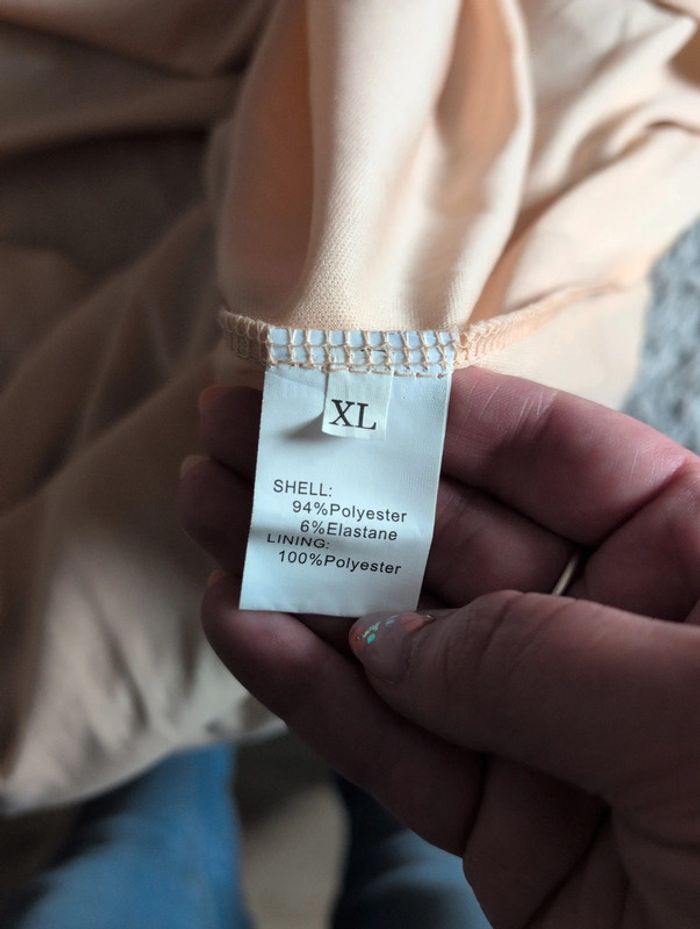 XL
SHELL:
94%Polyester
6%Elastane
LINING:
100%Polyester